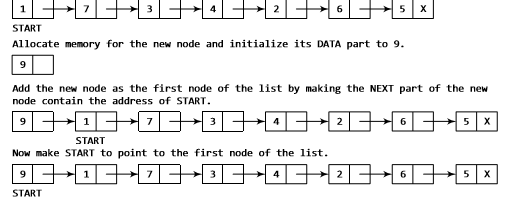 1 7 3 4 2 6 5 X
START
Allocate memory for the new node and initialize its DATA part to 9.
9
Add the new node as the first node of the list by making the NEXT part of the new
node contain the address of START.
9 1 7 3 4 2 6 5 X
START
Now make START to point to the first node of the list.
9 1 7 3 4 2 6 5 X
START